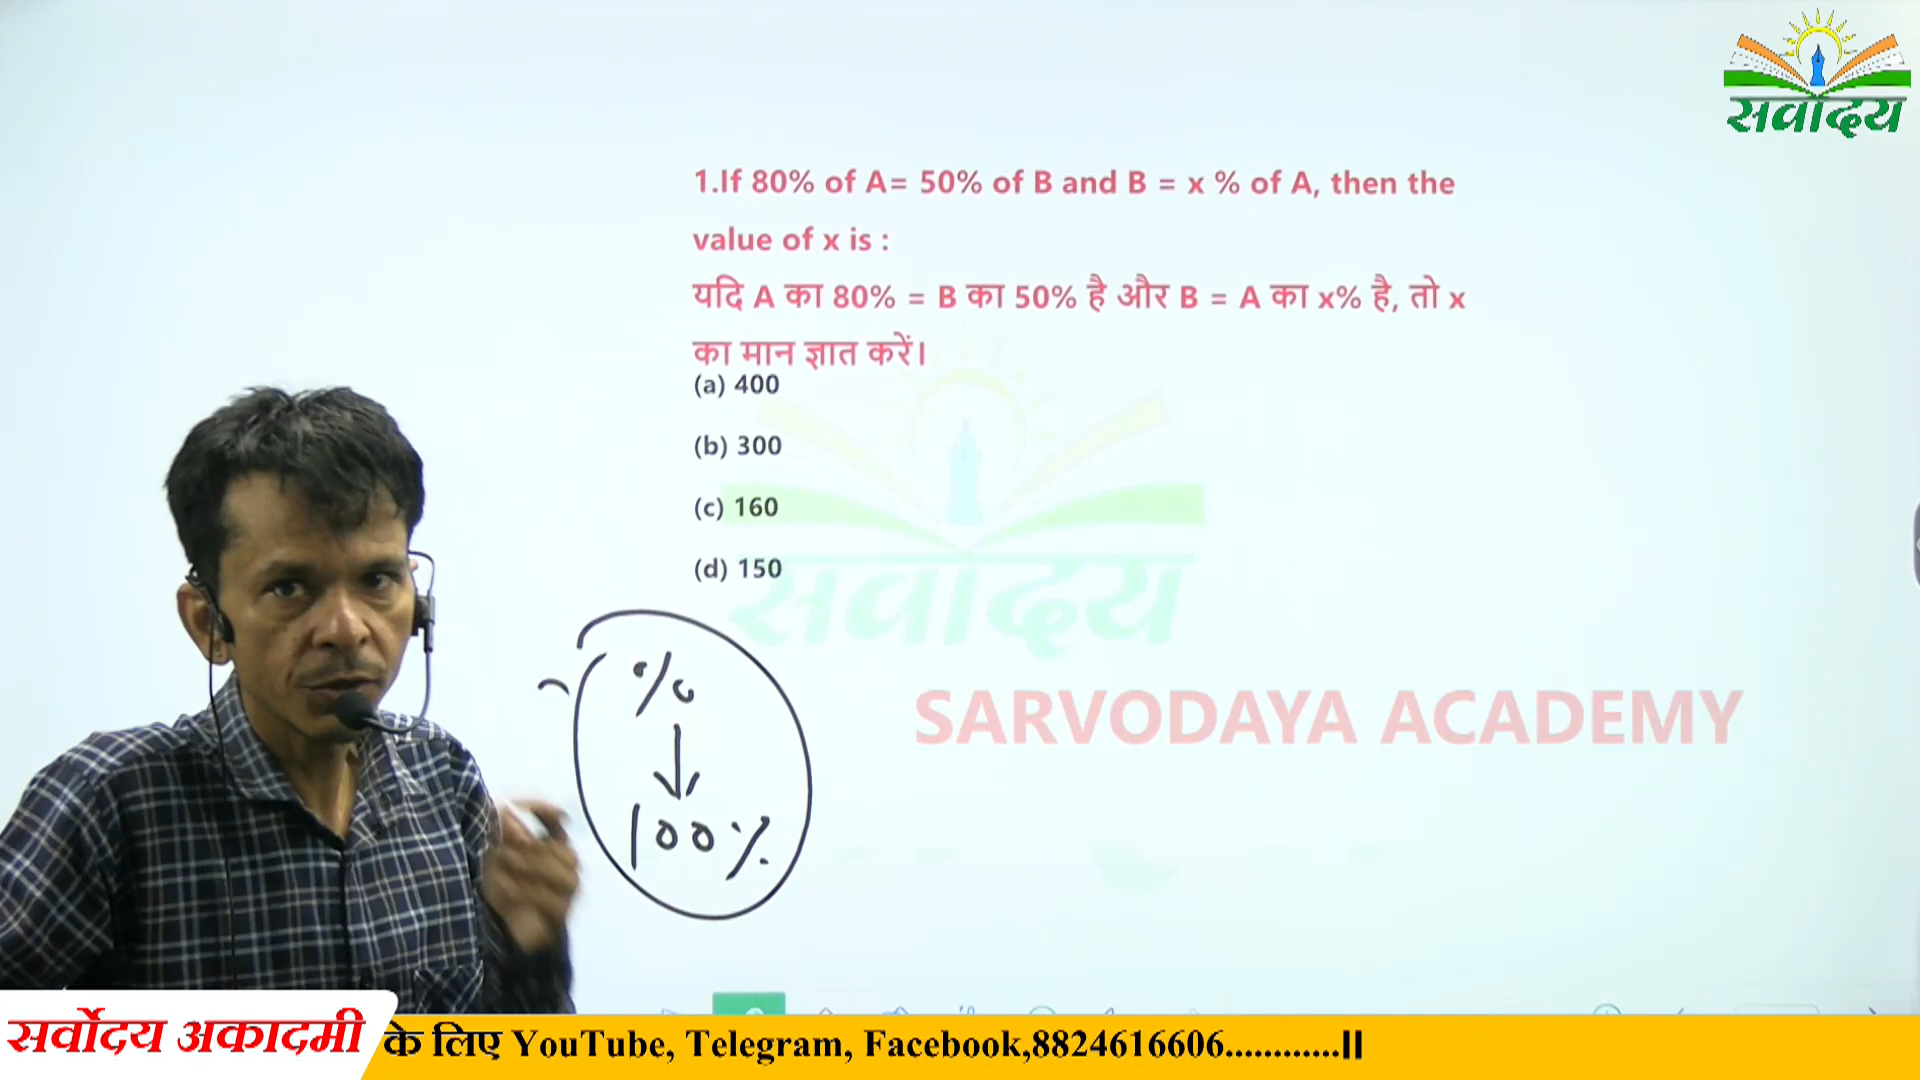 सर्वोदय
1.If 80% of A= 50% of B and B = x % of A, then the
value of x is :
यदि A का 80% = B का 50% है और B = A का x% है, तो x
का मान ज्ञात करें।
(a) 400
(b) 300
(c) 160
(d) 150
सर्वोदय
SARVODAYA ACADEMY
%
100%
सर्वोदय अकादमी के लिए YouTube, Telegram, Facebook,8824616606............।।